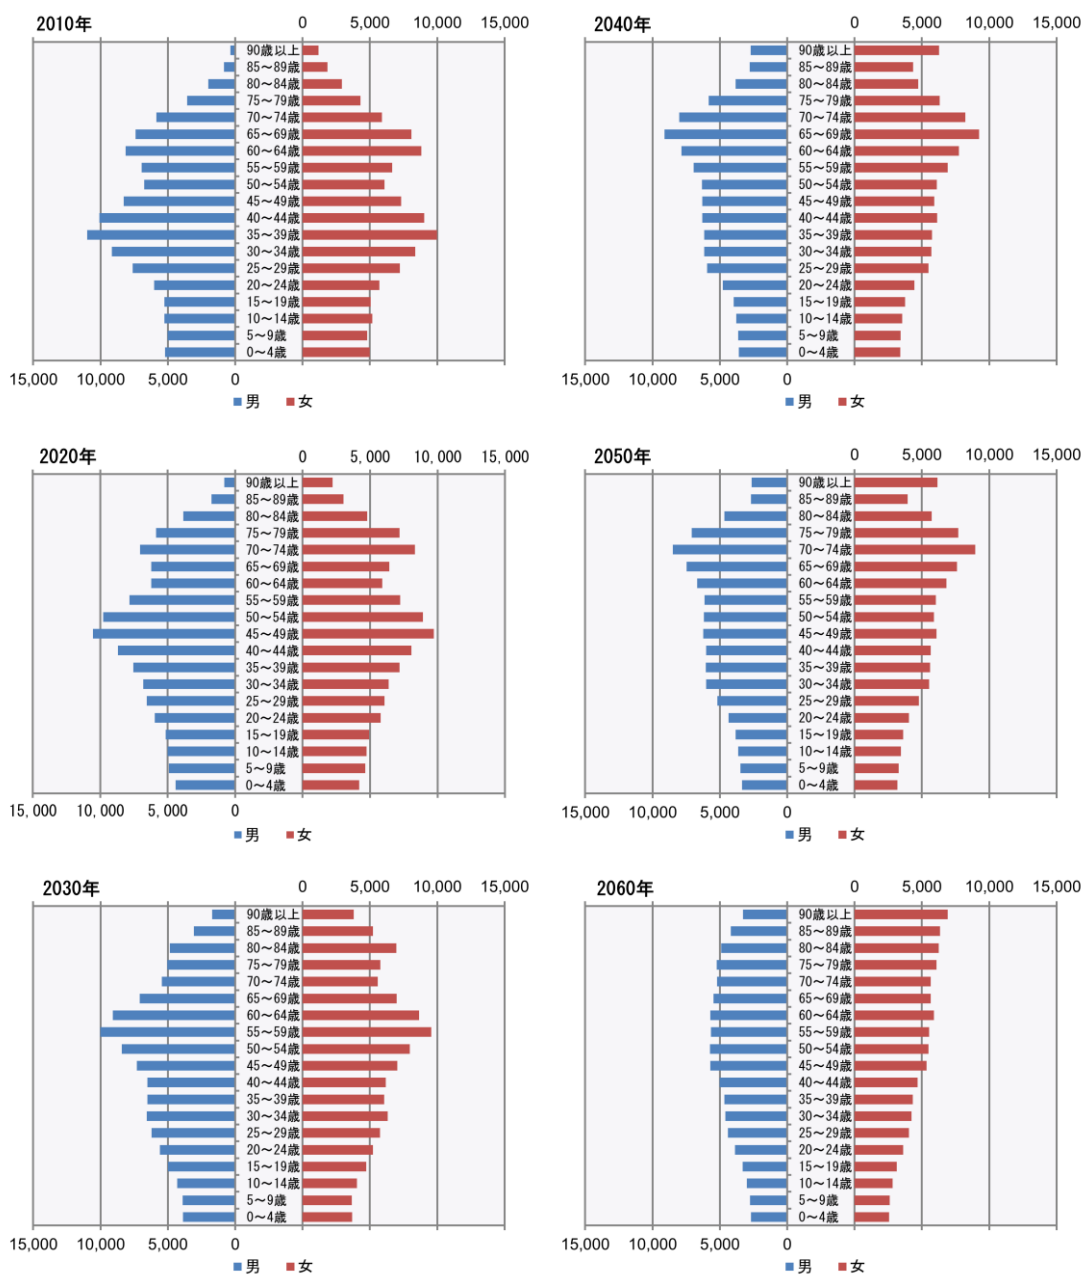 2010年
0 5,000 10,000 15,000
90歳以上
85～89歳
80～84歳
75～79歳
70～74歳
65～69歳
60～64歳
55～59歳
50～54歳
45～49歳
40～44歳
35～39歳
30～34歳
25～29歳
20～24歳
15～19歳
10～14歳
5～9歳
0～4歳
15,000 10,000 5,000 0
男 女
2040年
0 5,000 10,000 15,000
90歳以上
85～89歳
80～84歳
75～79歳
70～74歳
65～69歳
60～64歳
55～59歳
50～54歳
45～49歳
40～44歳
35～39歳
30～34歳
25～29歳
20～24歳
15～19歳
10～14歳
5～9歳
0～4歳
15,000 10,000 5,000 0
男 女
2020年
0 5,000 10,000 15,000
90歳以上
85～89歳
80～84歳
75～79歳
70～74歳
65～69歳
60～64歳
55～59歳
50～54歳
45～49歳
40～44歳
35～39歳
30～34歳
25～29歳
20～24歳
15～19歳
10～14歳
5～9歳
0～4歳
15,000 10,000 5,000 0
男 女
2050年
0 5,000 10,000 15,000
90歳以上
85～89歳
80～84歳
75～79歳
70～74歳
65～69歳
60～64歳
55～59歳
50～54歳
45～49歳
40～44歳
35～39歳
30～34歳
25～29歳
20～24歳
15～19歳
10～14歳
5～9歳
0～4歳
15,000 10,000 5,000 0
男 女
2030年
0 5,000 10,000 15,000
90歳以上
85～89歳
80～84歳
75～79歳
70～74歳
65～69歳
60～64歳
55～59歳
50～54歳
45～49歳
40～44歳
35～39歳
30～34歳
25～29歳
20～24歳
15～19歳
10～14歳
5～9歳
0～4歳
15,000 10,000 5,000 0
男 女
2060年
0 5,000 10,000 15,000
90歳以上
85～89歳
80～84歳
75～79歳
70～74歳
65～69歳
60～64歳
55～59歳
50～54歳
45～49歳
40～44歳
35～39歳
30～34歳
25～29歳
20～24歳
15～19歳
10～14歳
5～9歳
0～4歳
15,000 10,000 5,000 0
男 女